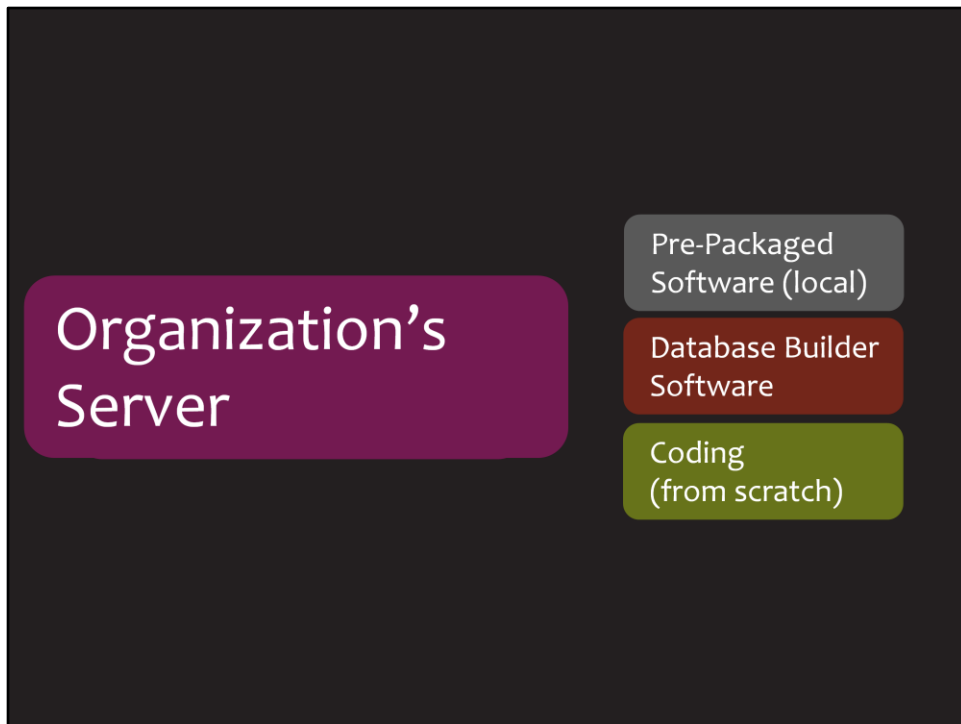 Organization’s
Server
Pre-Packaged
Software (local)
Database Builder
Software
Coding
(from scratch)